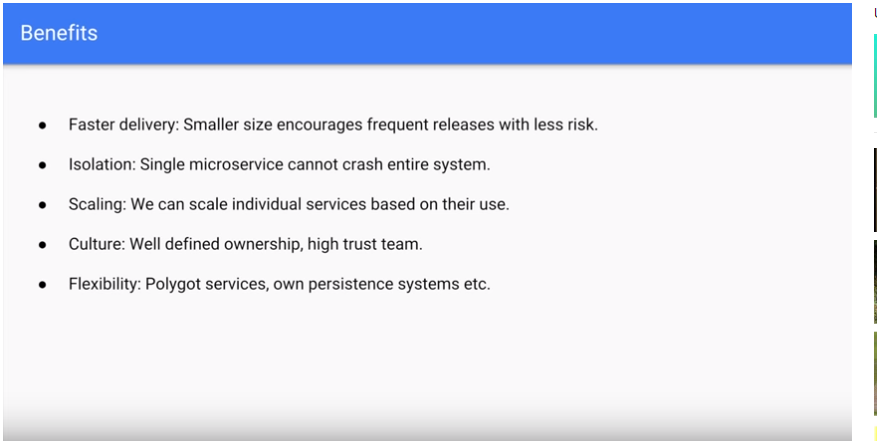 Benefits
● Faster delivery: Smaller size encourages frequent releases with less risk.
● Isolation: Single microservice cannot crash entire system.
● Scaling: We can scale individual services based on their use.
● Culture: Well defined ownership, high trust team.
● Flexibility: Polygot services, own persistence systems etc.